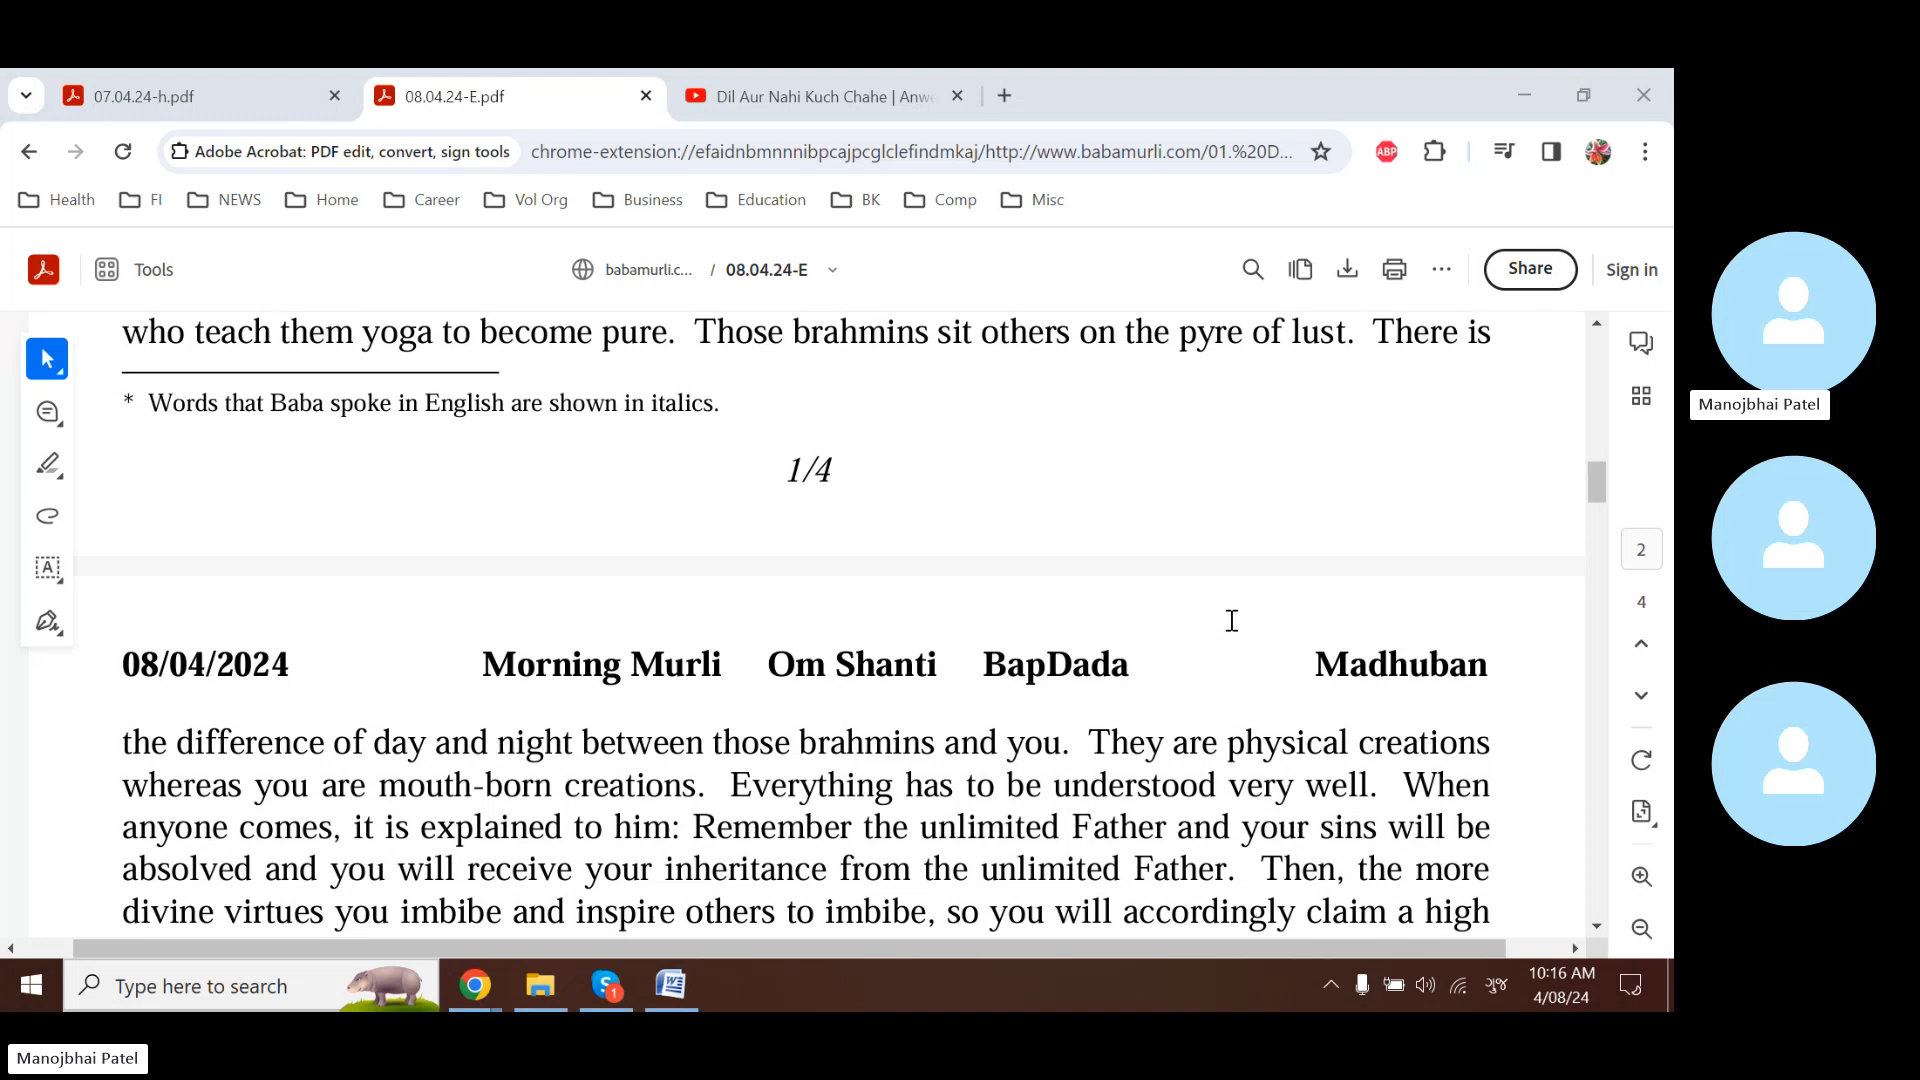 07.04.24-h.pdf
08.04.24-E.pdf
Dil Aur Nahi Kuch Chahe | Anw
Adobe Acrobat: PDF edit, convert, sign tools
chrome-extension://efaidnbmnnnibpcajpcglclefindmkaj/http://www.babamurli.com/01.%20D...
ABP
Health
FI
NEWS
Home
Career
Vol Org
Business
Education
BK
Comp
Misc
Tools
babamurli.c... / 08.04.24-E
Share
Sign in
who teach them yoga to become pure. Those brahmins sit others on the pyre of lust. There is
* Words that Baba spoke in English are shown in italics.
1/4
2
4
08/04/2024 Morning Murli Om Shanti BapDada Madhuban
the difference of day and night between those brahmins and you. They are physical creations
whereas you are mouth-born creations. Everything has to be understood very well. When
anyone comes, it is explained to him: Remember the unlimited Father and your sins will be
absolved and you will receive your inheritance from the unlimited Father. Then, the more
divine virtues you imbibe and inspire others to imbibe, so you will accordingly claim a high
Type here to search
1
ગુજ
10:16 AM
4/08/24
Manojbhai Patel
Manojbhai Patel